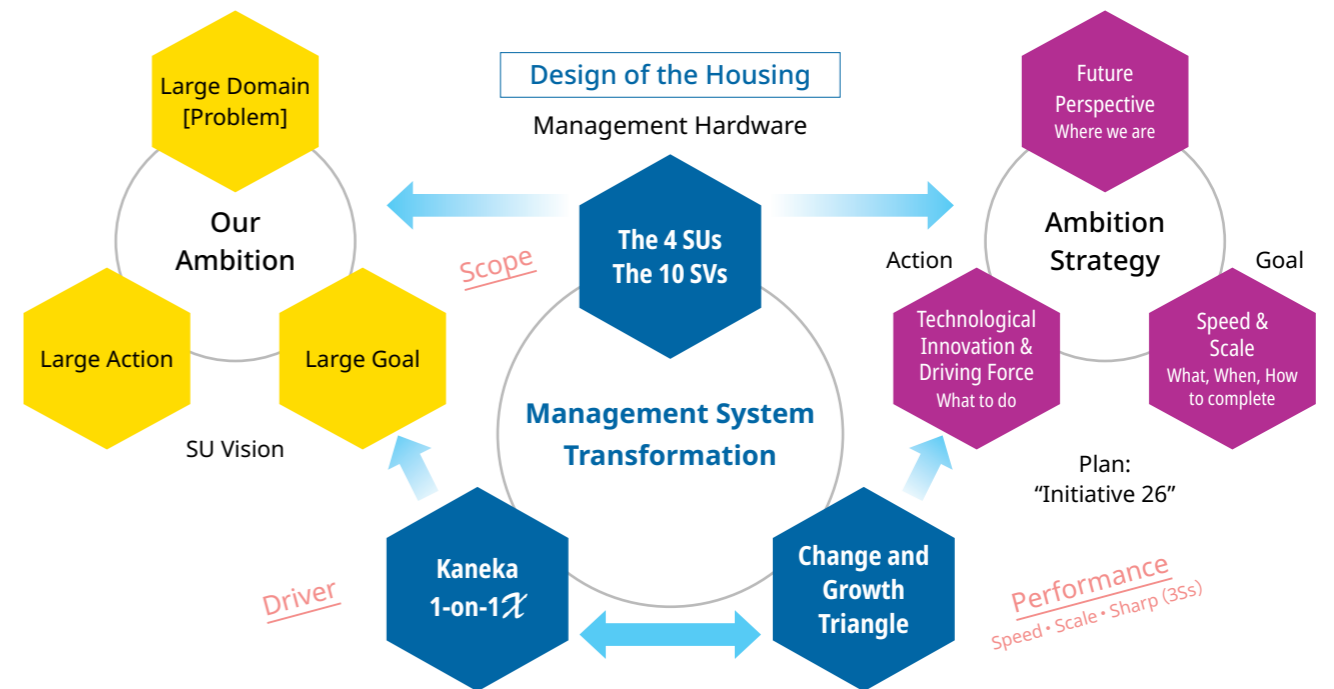 Design of the Housing
Management Hardware
Large Domain
[Problem]
Our
Ambition
Large Action
Large Goal
SU Vision
Scope
The 4 SUs
The 10 SVs
Management System
Transformation
Driver
Kaneka
1-on-1X
Change and
Growth
Triangle
Future
Perspective
Where we are
Ambition
Strategy
Action
Goal
Technological
Innovation &
Driving Force
What to do
Speed &
Scale
What, When, How
to complete
Plan:
“Initiative 26”
Performance
Speed・Scale・Sharp (3Ss)